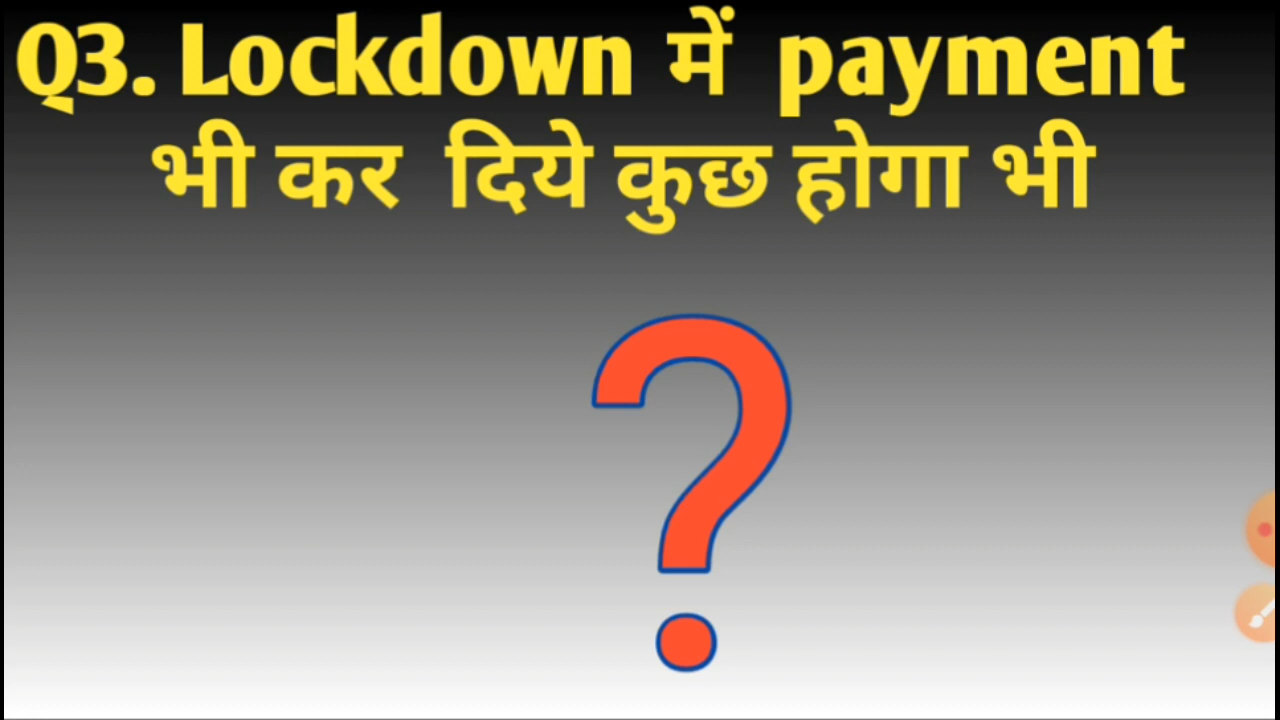 Q3. Lockdown में payment
भी कर दिये कुछ होगा भी
?